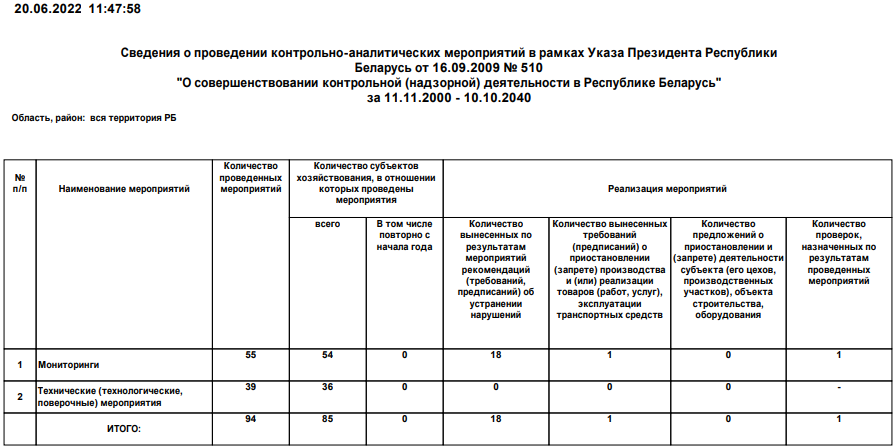 20.06.2022 11:47:58
Сведения о проведении контрольно-аналитических мероприятий в рамках Указа Президента Республики
Беларусь от 16.09.2009 № 510
"О совершенствовании контрольной (надзорной) деятельности в Республике Беларусь"
за 11.11.2000 - 10.10.2040
Область, район: вся территория РБ
№
п/п
Наименование мероприятий
Количество
проведенных
мероприятий
Количество субъектов
хозяйствования, в отношении
которых проведены
мероприятия
Реализация мероприятий
всего
В том числе
повторно с
начала года
Количество
вынесенных по
результатам
мероприятий
рекомендаций
(требований,
предписаний) об
устранении
нарушений
Количество вынесенных
требований
(предписаний) о
приостановлении
(запрете) производства
и (или) реализации
товаров (работ, услуг),
эксплуатации
транспортных средств
Количество
предложений о
приостановлении и
(запрете) деятельности
субъекта (его цехов,
производственных
участков), объекта
строительства,
оборудования
Количество
проверок,
назначенных по
результатам
проведенных
мероприятий
1 Мониторинги 55 54 0 18 1 0 1
2 Технические (технологические,
поверочные) мероприятия 39 36 0 0 0 0 -
ИТОГО: 94 85 0 18 1 0 1